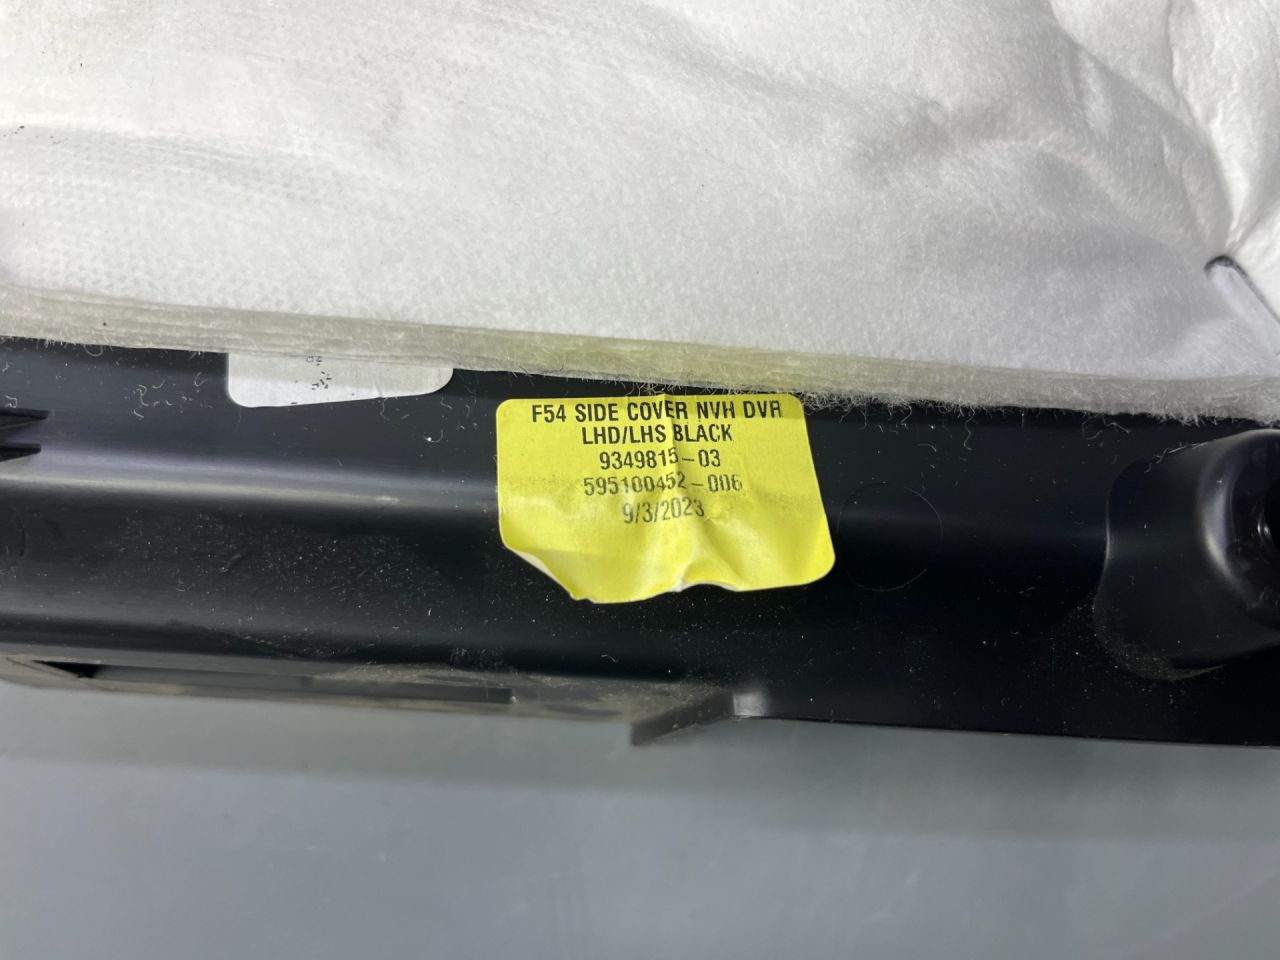 F54 SIDE COVER NVH DVR
LHD/LHS BLACK
9349815-03
595100452-006
9/3/2023